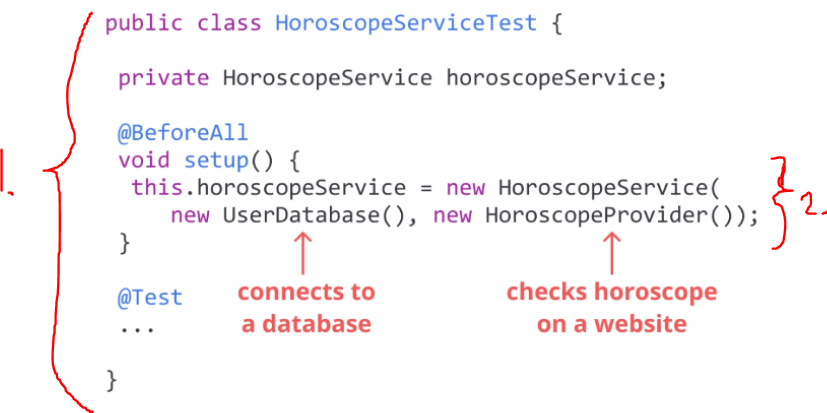 public class HoroscopeServiceTest {
private HoroscopeService horoscopeService;
@BeforeAll
void setup() {
this.horoscopeService = new HoroscopeService(
new UserDatabase(), new HoroscopeProvider());
}
@Test
...
}
connects to
a database
checks horoscope
on a website
1.
2.